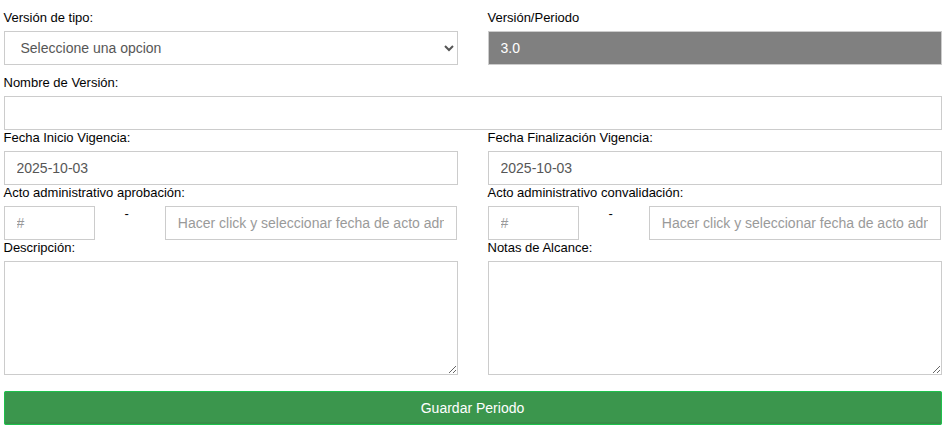 Versión de tipo:
Versión/Periodo
Seleccione una opcion
3.0
Nombre de Versión:
Fecha Inicio Vigencia:
Fecha Finalización Vigencia:
2025-10-03
2025-10-03
Acto administrativo aprobación:
Acto administrativo convalidación:
# - Hacer click y seleccionar fecha de acto adr
# - Hacer click y seleccionar fecha de acto adr
Descripción:
Notas de Alcance:
Guardar Periodo